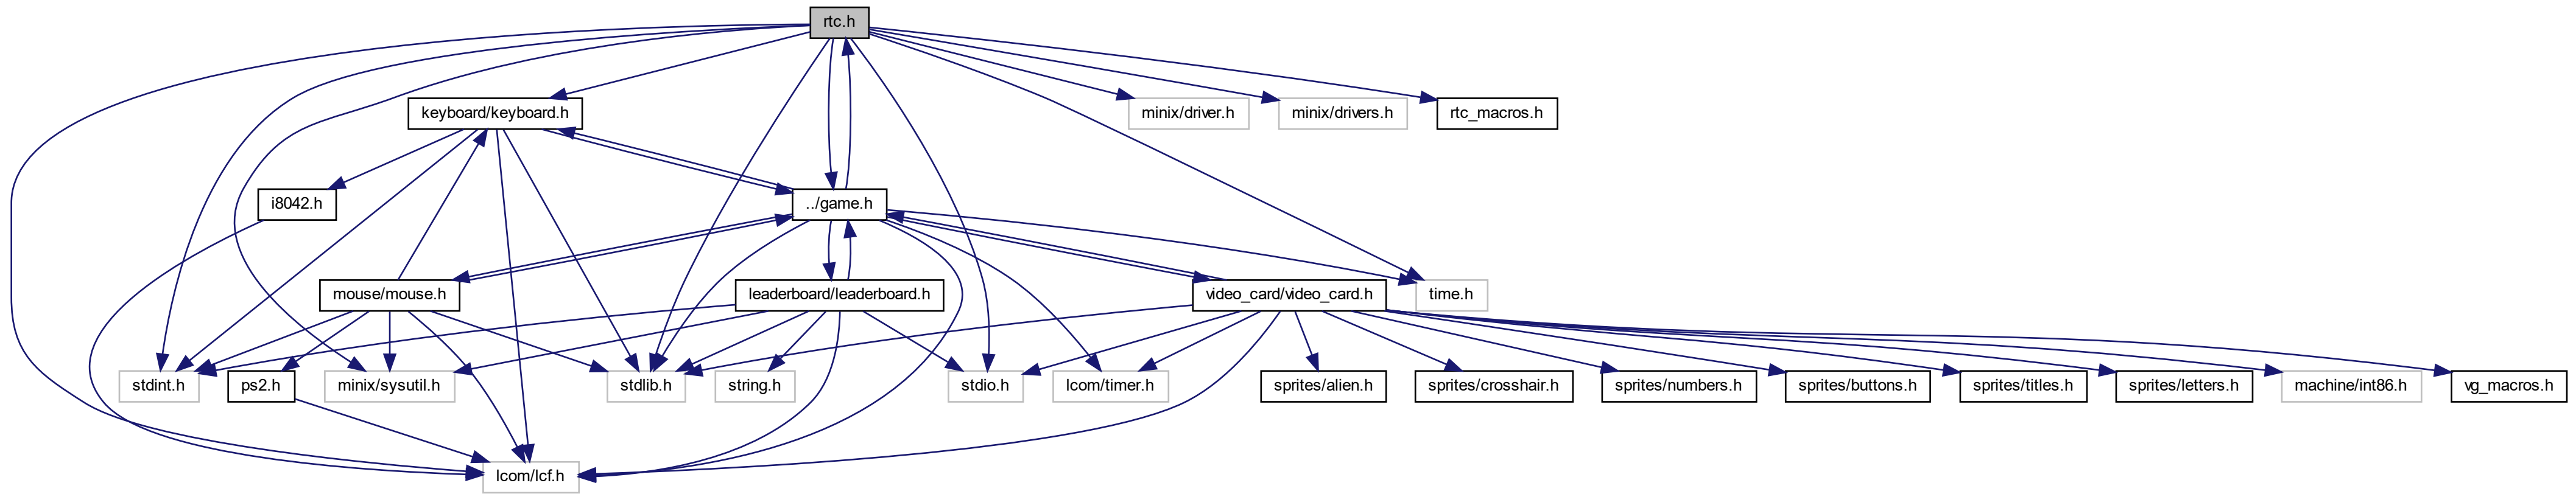 rtc.h
keyboard/keyboard.h
minix/driver.h
minix/drivers.h
rtc_macros.h
i8042.h
../game.h
mouse/mouse.h
leaderboard/leaderboard.h
video_card/video_card.h
time.h
stdint.h
ps2.h
minix/sysutil.h
stdlib.h
string.h
stdio.h
lcom/timer.h
sprites/alien.h
sprites/crosshair.h
sprites/numbers.h
sprites/buttons.h
sprites/titles.h
sprites/letters.h
machine/int86.h
vg_macros.h
lcom/lcf.h